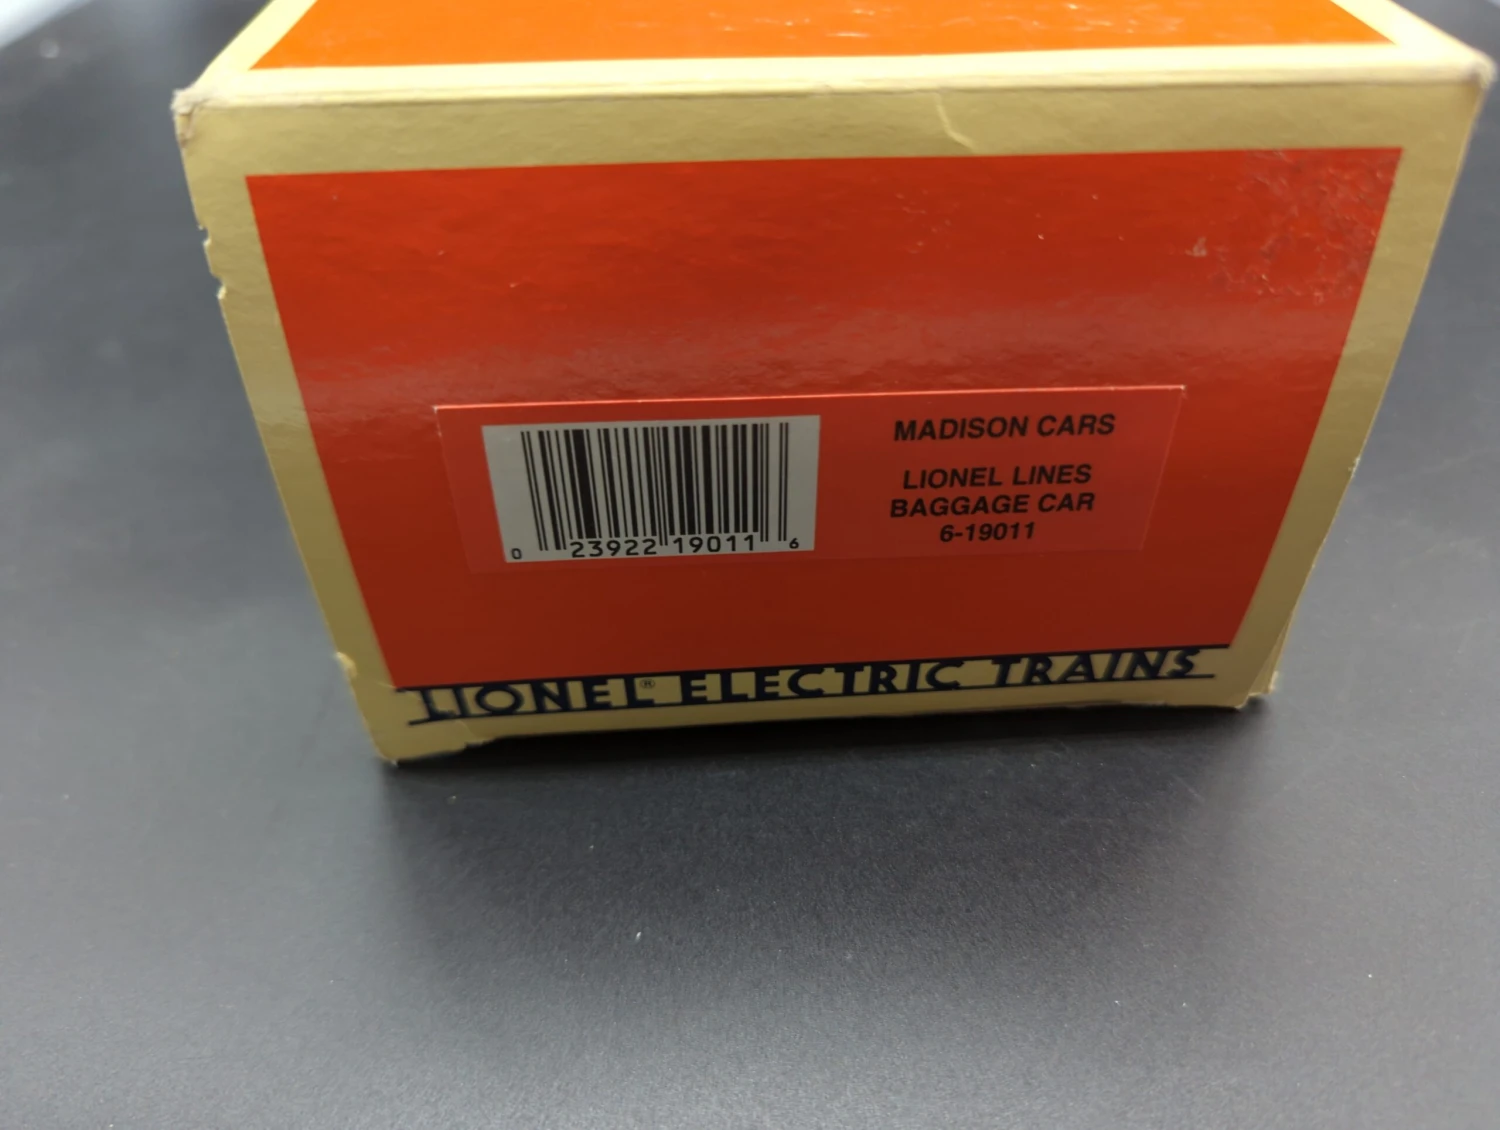 MADISON CARS
LIONEL LINES
BAGGAGE CAR
6-19011
0 23922 19011 6
LIONEL® ELECTRIC TRAINS